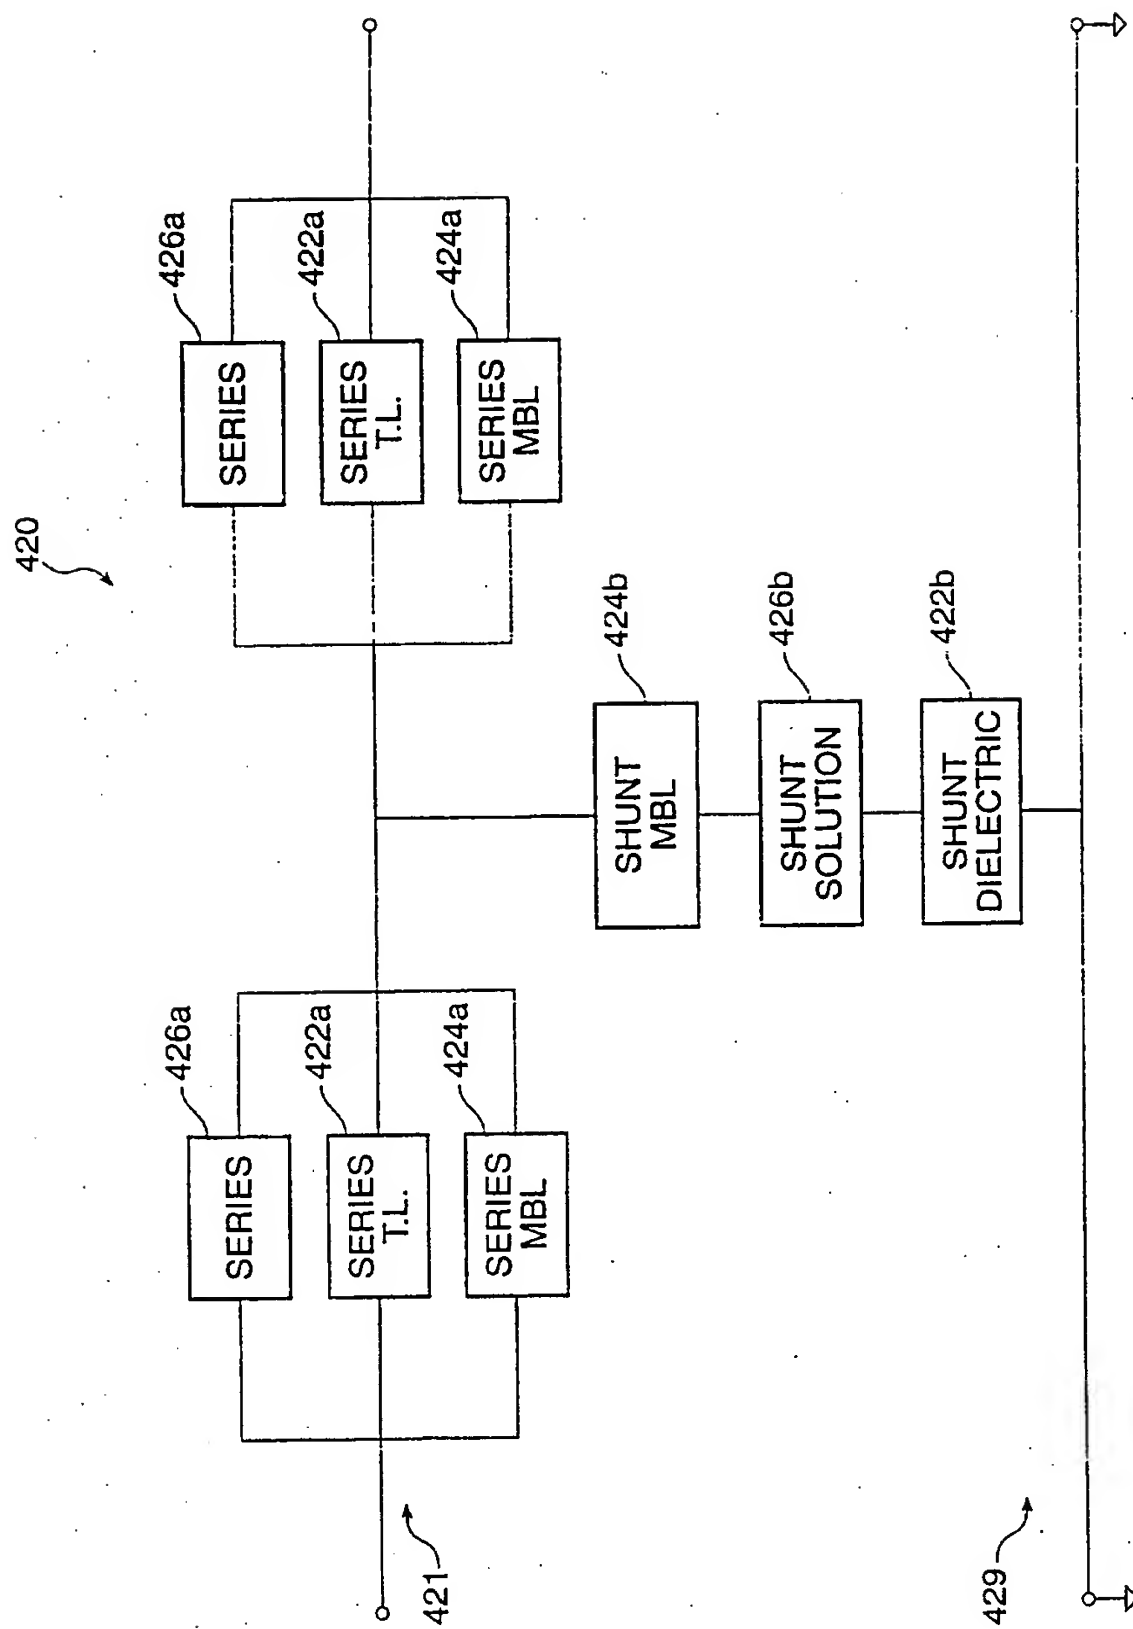 420
426a
SERIES
422a
SERIES
T.L.
424a
SERIES
MBL
426a
SERIES
422a
SERIES
T.L.
424a
SERIES
MBL
421
424b
SHUNT
MBL
426b
SHUNT
SOLUTION
422b
SHUNT
DIELECTRIC
429